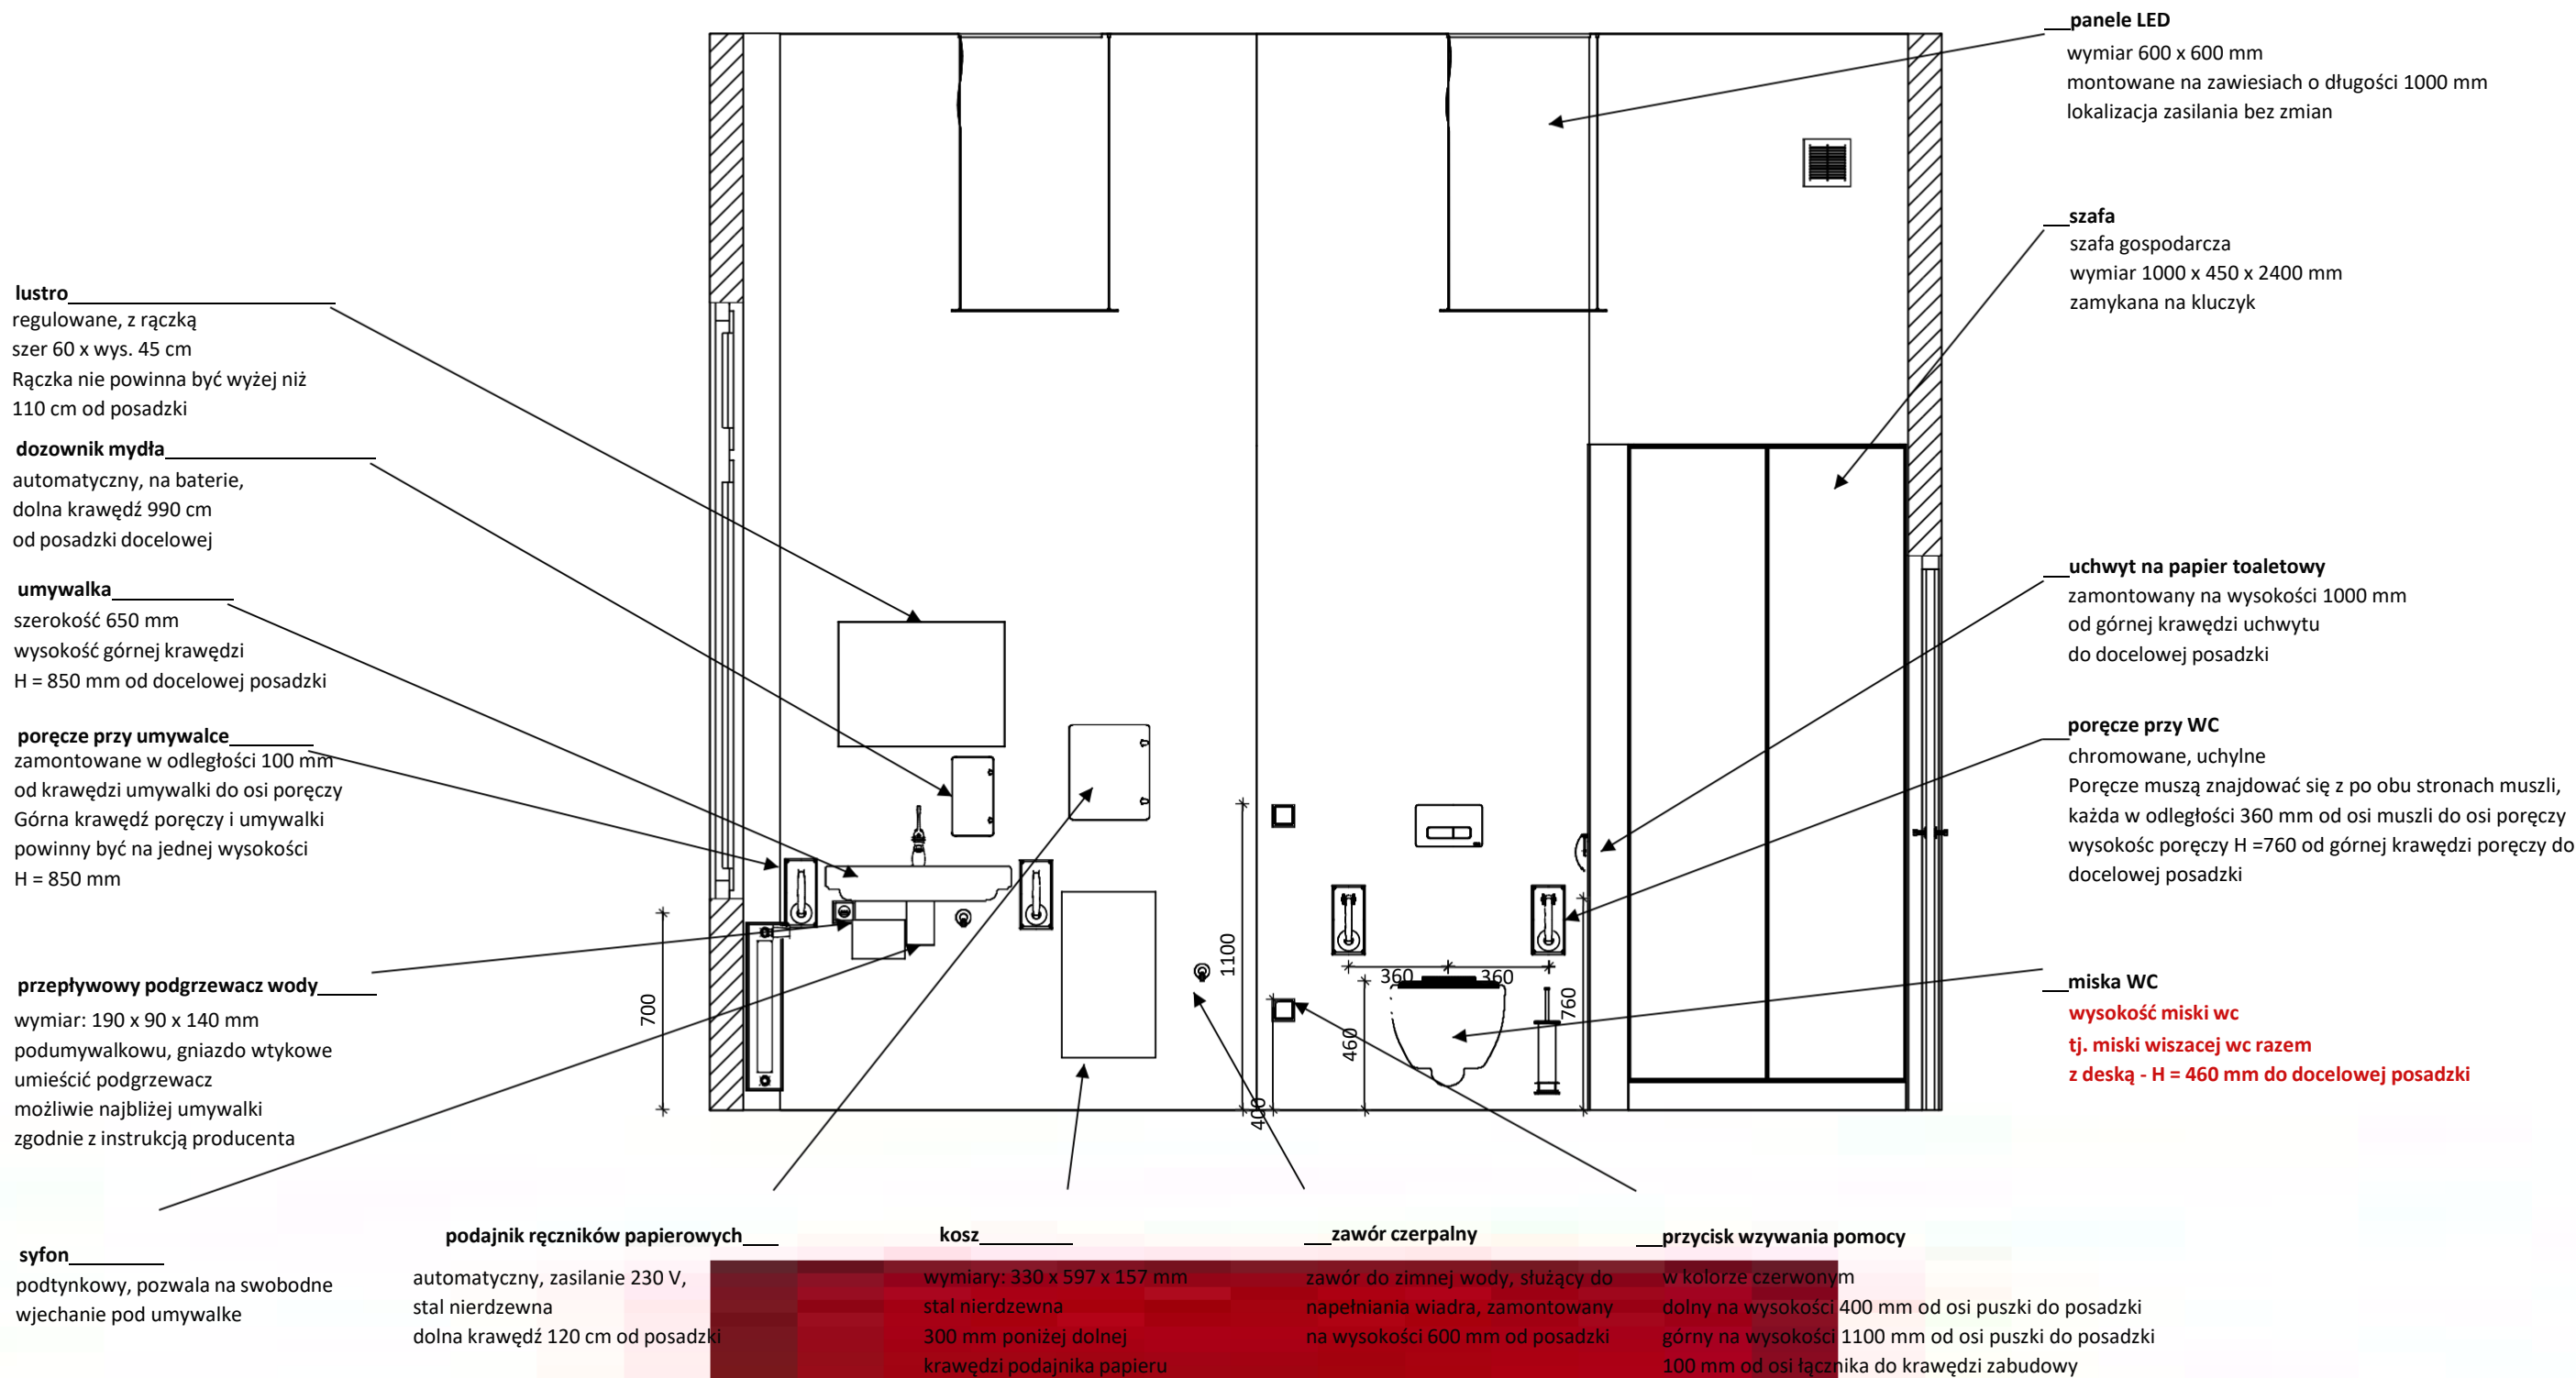 lustro
regulowane, z rączką
szer 60 x wys. 45 cm
Rączka nie powinna być wyżej niż
110 cm od posadzki
dozownik mydła
automatyczny, na baterie,
dolna krawędź 990 cm
od posadzki docelowej
umywalka
szerokość 650 mm
wysokość górnej krawędzi
H = 850 mm od docelowej posadzki
poręcze przy umywalce
zamontowane w odległości 100 mm
od krawędzi umywalki do osi poręczy
Górna krawędź poręczy i umywalki
powinny być na jednej wysokości
H = 850 mm
przepływowy podgrzewacz wody
wymiar: 190 x 90 x 140 mm
podumywalkowu, gniazdo wtykowe
umieścić podgrzewacz
możliwie najbliżej umywalki
zgodnie z instrukcją producenta
syfon
podtynkowy, pozwala na swobodne
wjechanie pod umywalke
700
1100
400
460
360
360
760
panele LED
wymiar 600 x 600 mm
montowane na zawiesiach o długości 1000 mm
lokalizacja zasilania bez zmian
szafa
szafa gospodarcza
wymiar 1000 x 450 x 2400 mm
zamykana na kluczyk
uchwyt na papier toaletowy
zamontowany na wysokości 1000 mm
od górnej krawędzi uchwytu
do docelowej posadzki
poręcze przy WC
chromowane, uchylne
Poręcze muszą znajdować się z po obu stronach muszli,
każda w odległości 360 mm od osi muszli do osi poręczy
wysokośc poręczy H =760 od górnej krawędzi poręczy do
docelowej posadzki
miska WC
wysokość miski wc
tj. miski wiszacej wc razem
z deską - H = 460 mm do docelowej posadzki
podajnik ręczników papierowych
automatyczny, zasilanie 230 V,
stal nierdzewna
dolna krawędź 120 cm od posadzki
kosz
wymiary: 330 x 597 x 157 mm
stal nierdzewna
300 mm poniżej dolnej
krawędzi podajnika papieru
zawór czerpalny
zawór do zimnej wody, służący do
napełniania wiadra, zamontowany
na wysokości 600 mm od posadzki
przycisk wzywania pomocy
w kolorze czerwonym
dolny na wysokości 400 mm od osi puszki do posadzki
górny na wysokości 1100 mm od osi puszki do posadzki
100 mm od osi łącznika do krawędzi zabudowy